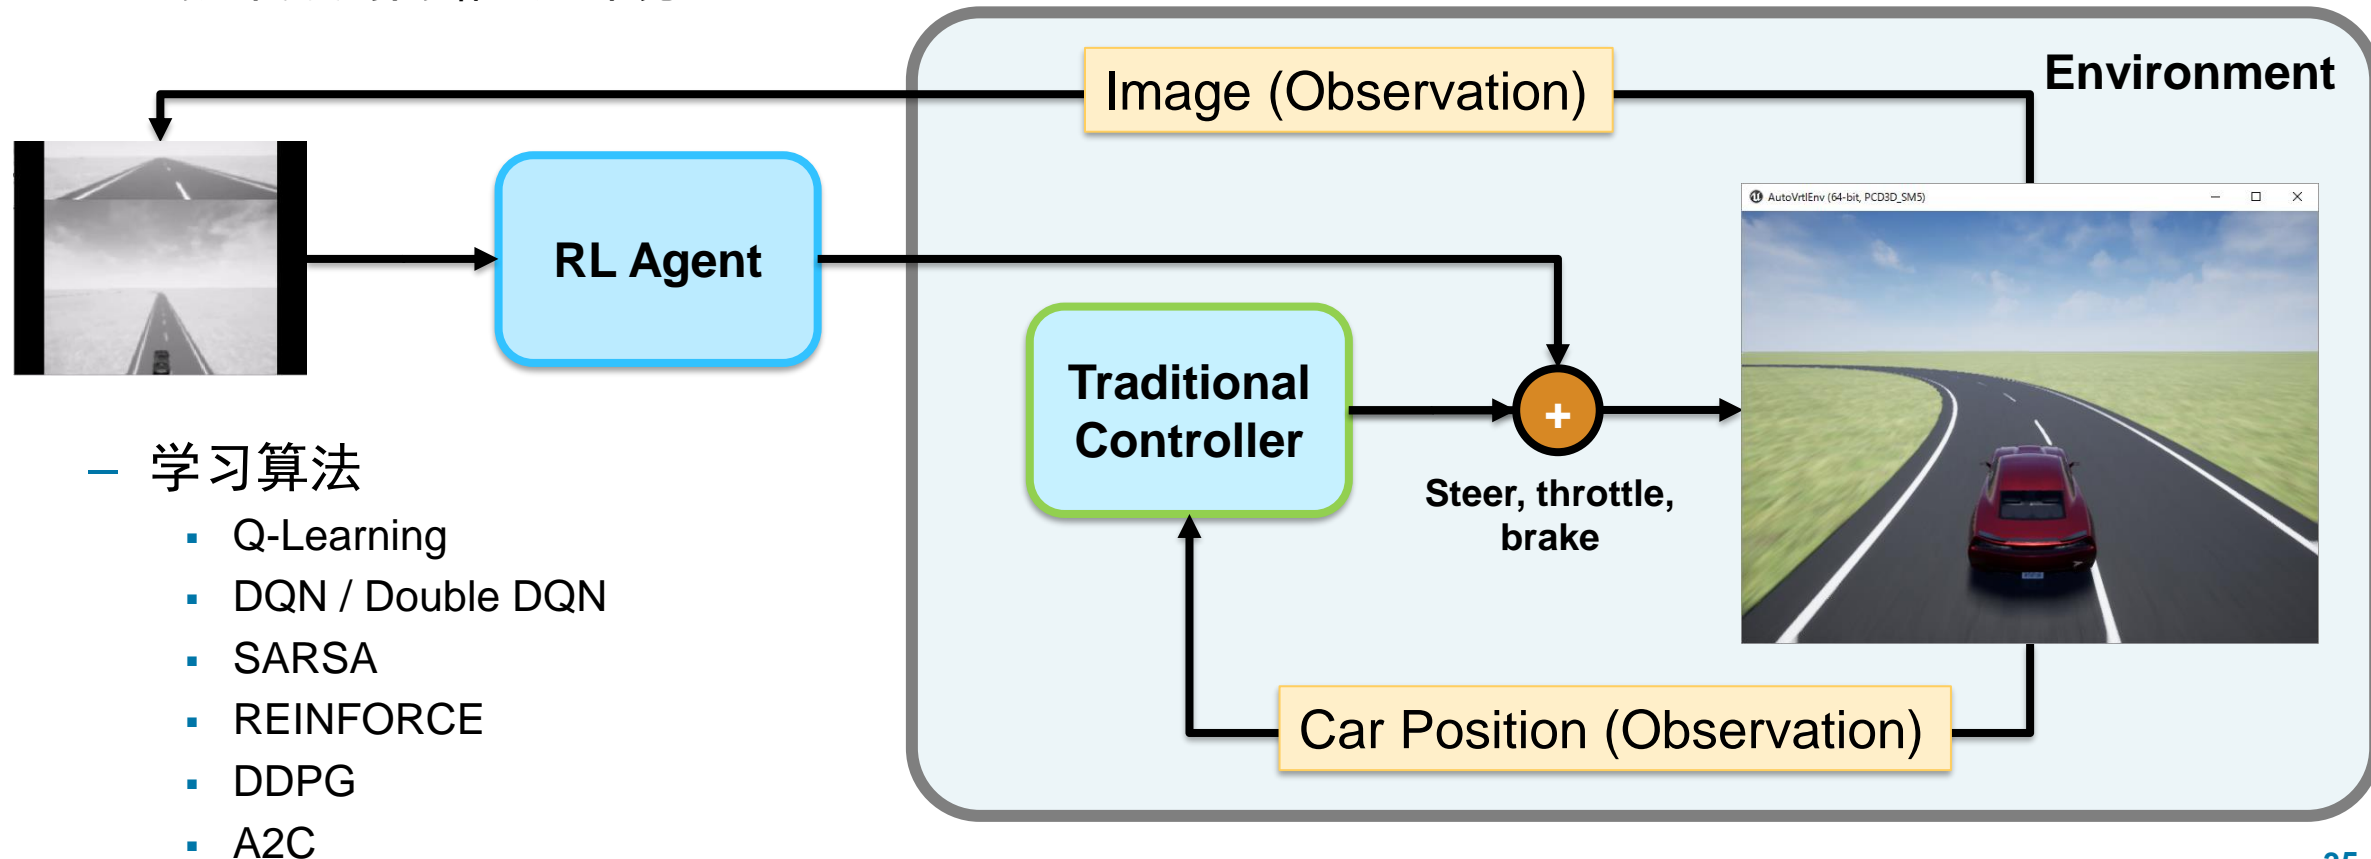 Environment
Image (Observation)
AutoVrtlEnv (64-bit, PCD3D_SM5)
RL Agent
Traditional
Controller
+
Steer, throttle,
brake
Car Position (Observation)
– 学习算法
▪ Q-Learning
▪ DQN / Double DQN
▪ SARSA
▪ REINFORCE
▪ DDPG
▪ A2C